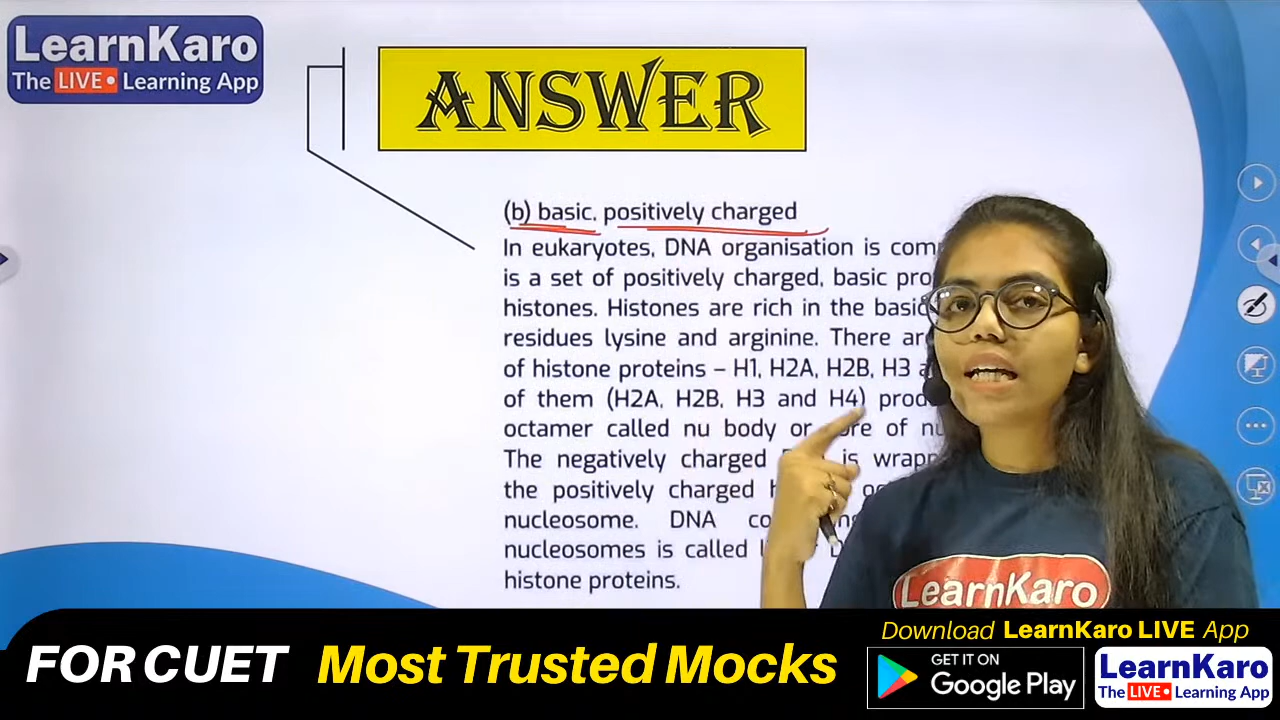 LearnKaro
The LIVE Learning App
ANSWER
(b) basic, positively charged
In eukaryotes, DNA organisation is
is a set of positively charged, basic
histones. Histones are rich in the basic
residues lysine and arginine. There
of histone proteins – H1, H2A, H2B, H3
of them (H2A, H2B, H3 and H4)
octamer called nu body or of
The negatively charged is
the positively charged
nucleosome. DNA
nucleosomes is called
histone proteins.
LearnKaro
FOR CUET Most Trusted Mocks
Download LearnKaro LIVE App
GET IT ON
Google Play
LearnKaro
The LIVE Learning App